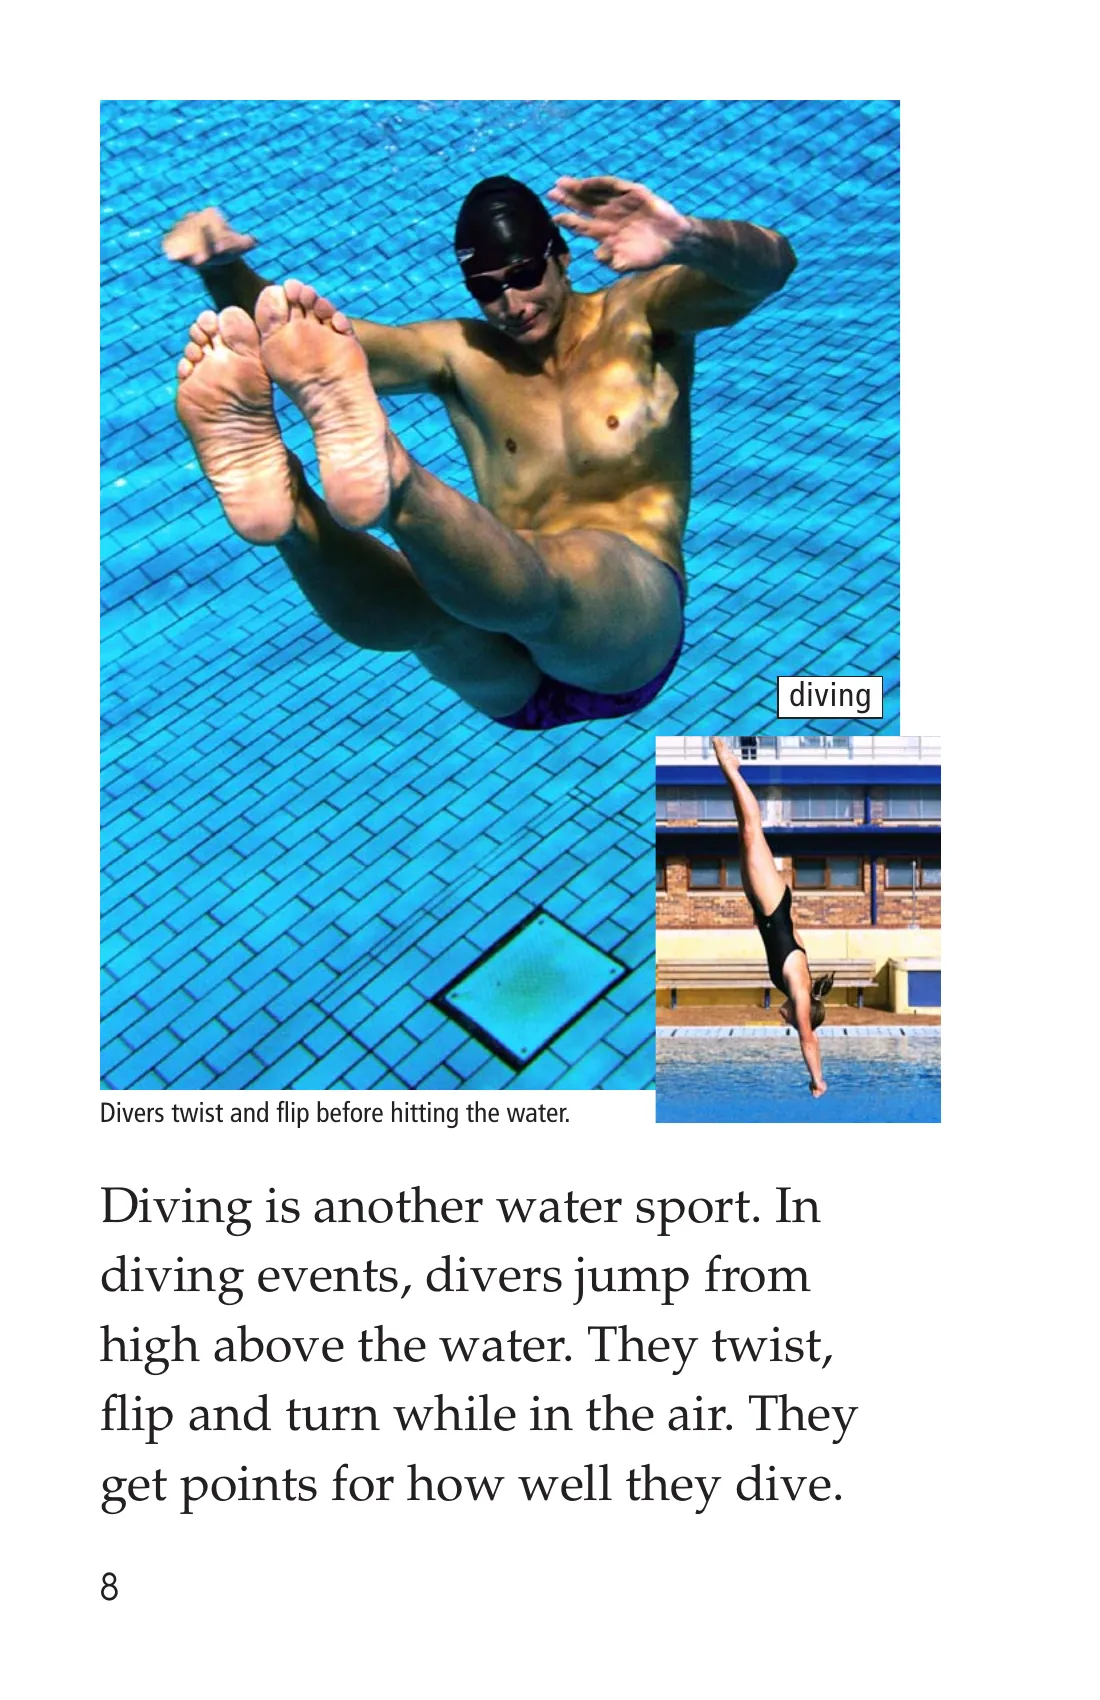 diving
Divers twist and flip before hitting the water.
Diving is another water sport. In
diving events, divers jump from
high above the water. They twist,
flip and turn while in the air. They
get points for how well they dive.
8